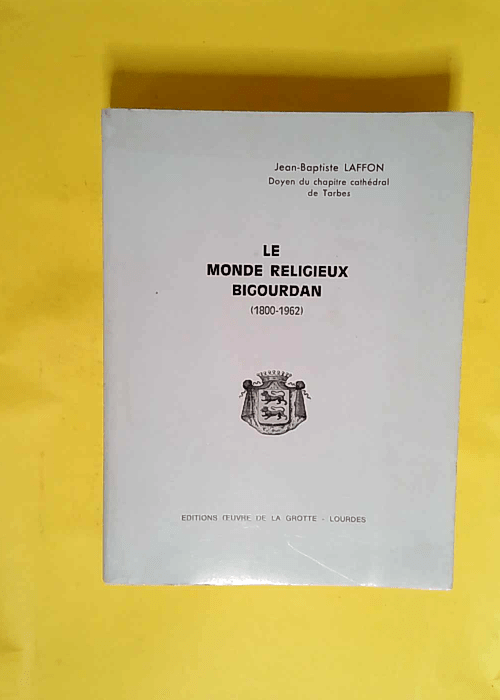 Jean-Baptiste LAFFON
Doyen du chapitre cathédral
de Tarbes
LE
MONDE RELIGIEUX
BIGOURDAN
(1800-1962)
EDITIONS ŒUVRE DE LA GROTTE - LOURDES